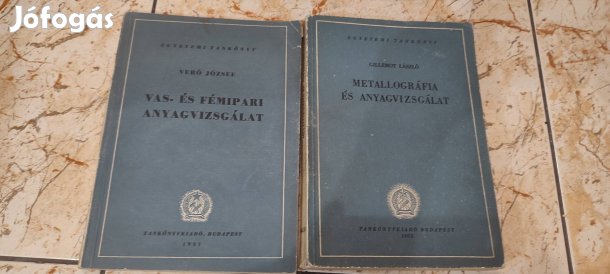 Jófogás
EGYETEMI TANKÖNYV
VERŐ JÓZSEF
VAS- ÉS FÉMIPARI
ANYAGVIZSGÁLAT
TANKÖNYVKIADÓ, BUDAPEST
EGYETEMI TANKÖNYV
GILLEMOT LÁSZLÓ
METALLOGRÁFIA
ÉS ANYAGVIZSGÁLAT
TANKÖNYVKIADÓ BUDAPEST